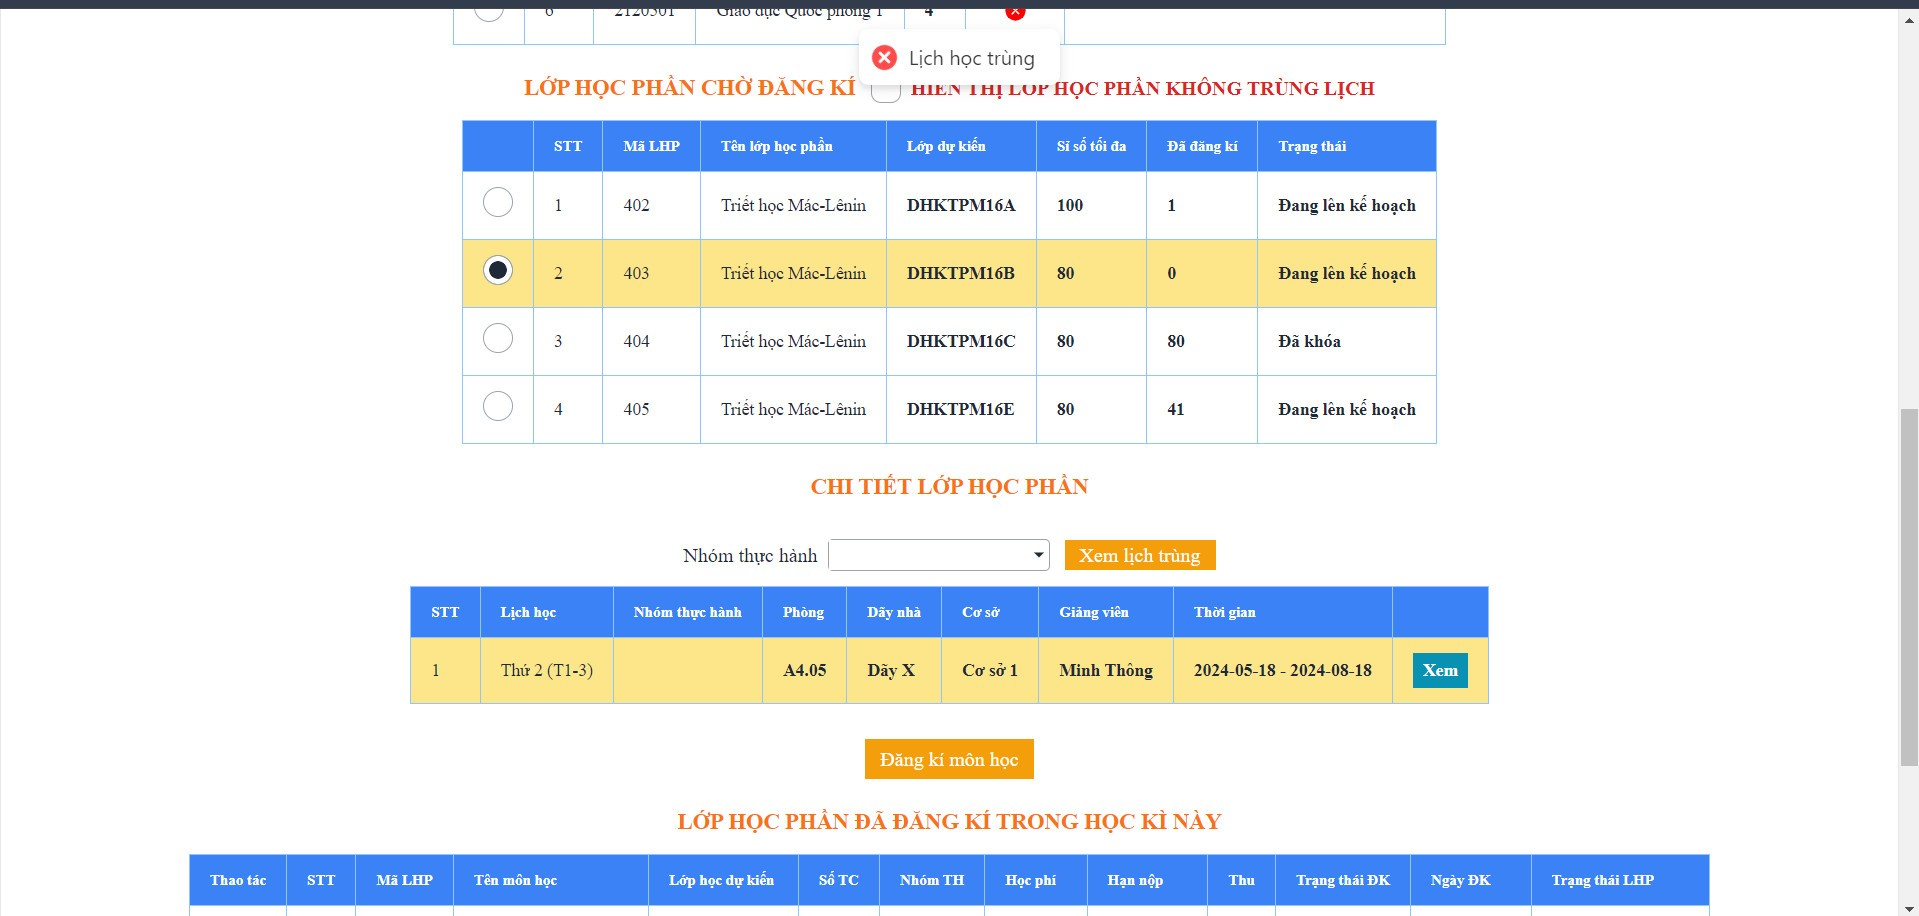 6 2120501 Giáo dục Quốc phòng 1 4
Lịch học trùng
LỚP HỌC PHẦN CHỜ ĐĂNG KÍ HIỂN THỊ LỚP HỌC PHẦN KHÔNG TRÙNG LỊCH
STT Mã LHP Tên lớp học phần Lớp dự kiến Sĩ số tối đa Đã đăng kí Trạng thái
1 402 Triết học Mác-Lênin DHKTPM16A 100 1 Đang lên kế hoạch
2 403 Triết học Mác-Lênin DHKTPM16B 80 0 Đang lên kế hoạch
3 404 Triết học Mác-Lênin DHKTPM16C 80 80 Đã khóa
4 405 Triết học Mác-Lênin DHKTPM16E 80 41 Đang lên kế hoạch
CHI TIẾT LỚP HỌC PHẦN
Nhóm thực hành Xem lịch trùng
STT Lịch học Nhóm thực hành Phòng Dãy nhà Cơ sở Giảng viên Thời gian
1 Thứ 2 (T1-3) A4.05 Dãy X Cơ sở 1 Minh Thông 2024-05-18 - 2024-08-18 Xem
Đăng kí môn học
LỚP HỌC PHẦN ĐÃ ĐĂNG KÍ TRONG HỌC KÌ NÀY
Thao tác STT Mã LHP Tên môn học Lớp học dự kiến Số TC Nhóm TH Học phí Hạn nộp Thu Trạng thái ĐK Ngày ĐK Trạng thái LHP